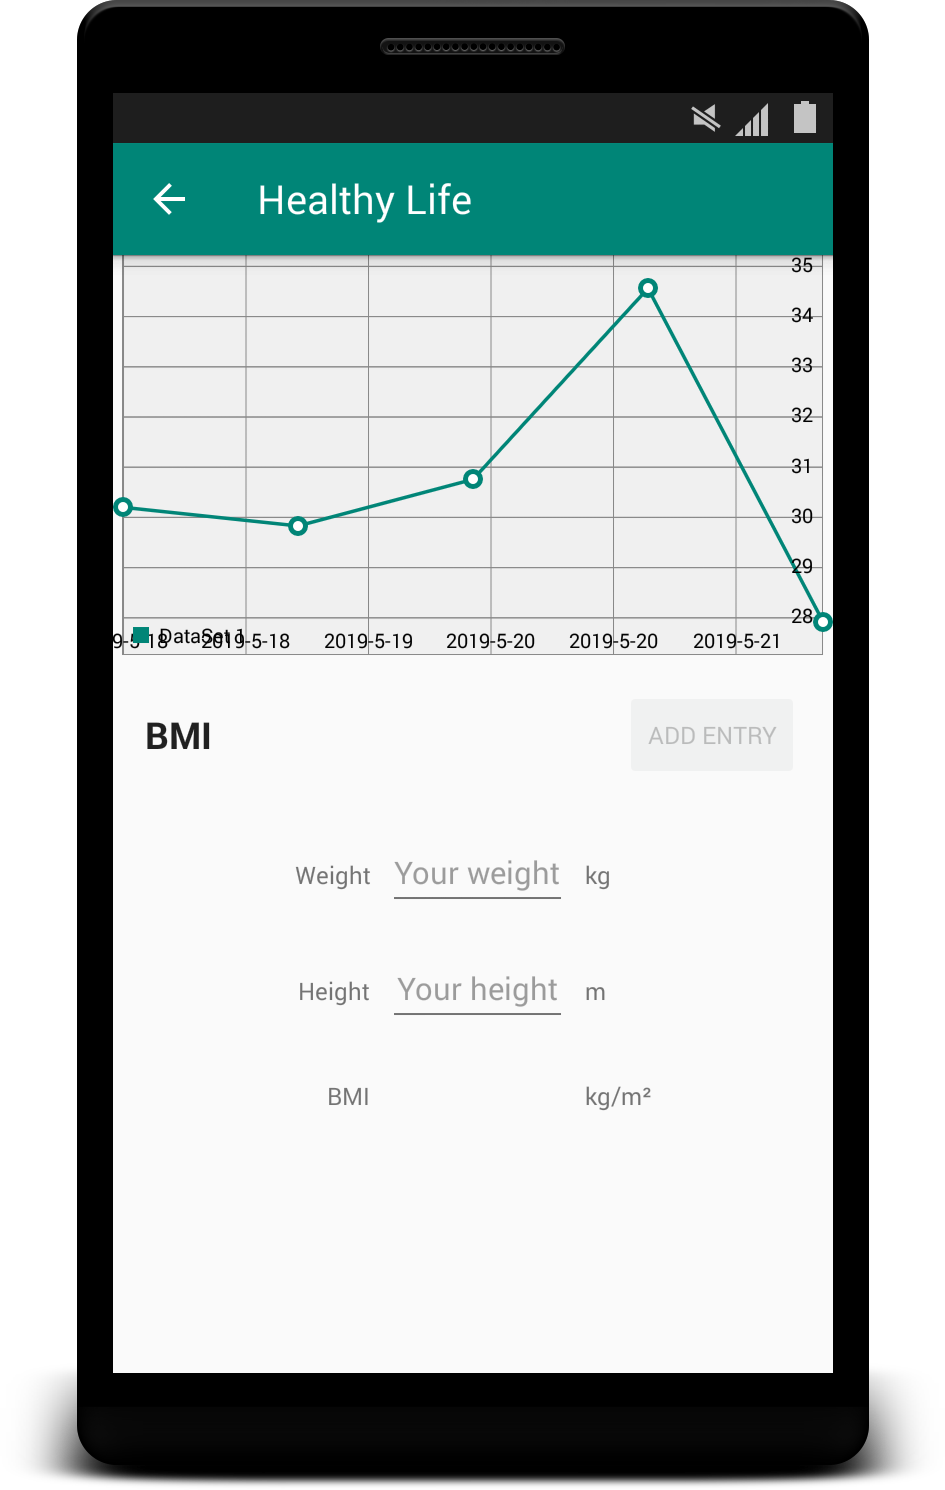 Healthy Life
35
34
33
32
31
30
29
28
DataSet 1
9-5-18 2019-5-18 2019-5-19 2019-5-20 2019-5-20 2019-5-21
BMI ADD ENTRY
Weight Your weight kg
Height Your height m
BMI kg/m²